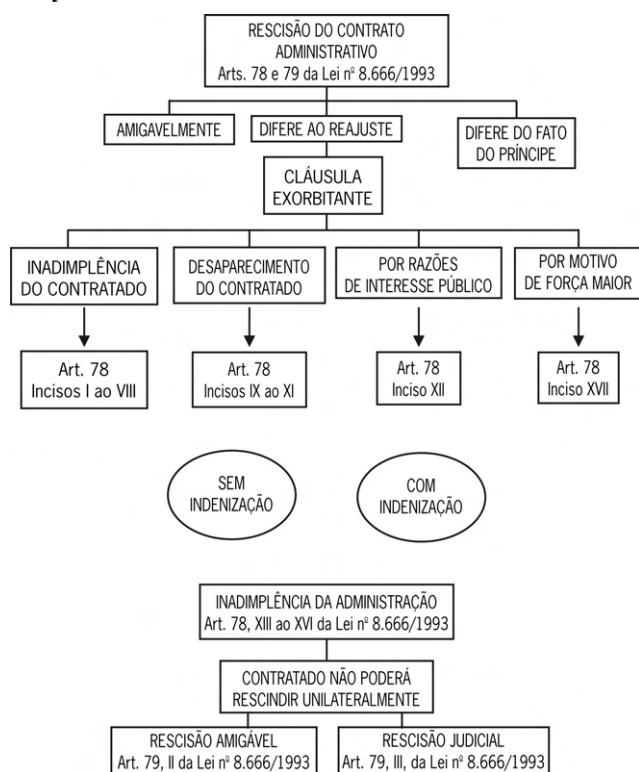 RESCISÃO DO CONTRATO
ADMINISTRATIVO
Arts. 78 e 79 da Lei nº 8.666/1993
AMIGAVELMENTE
DIFERE AO REAJUSTE
DIFERE DO FATO
DO PRÍNCIPE
CLÁUSULA
EXORBITANTE
INADIMPLÊNCIA
DO CONTRATADO
DESAPARECIMENTO
DO CONTRATADO
POR RAZÕES
DE INTERESSE PÚBLICO
POR MOTIVO
DE FORÇA MAIOR
Art. 78
Incisos I ao VIII
Art. 78
Incisos IX ao XI
Art. 78
Inciso XII
Art. 78
Inciso XVII
SEM
INDENIZAÇÃO
COM
INDENIZAÇÃO
INADIMPLÊNCIA DA ADMINISTRAÇÃO
Art. 78, XIII ao XVI da Lei nº 8.666/1993
CONTRATADO NÃO PODERÁ
RESCINDIR UNILATERALMENTE
RESCISÃO AMIGÁVEL
Art. 79, II da Lei nº 8.666/1993
RESCISÃO JUDICIAL
Art. 79, III, da Lei nº 8.666/1993